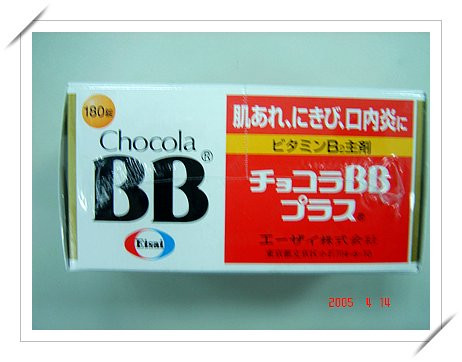 180錠
Chocola
BB®
Eisai
肌あれ、にきび、口内炎に
ビタミンB₂主剤
チョコラBB
プラス®
エーザイ株式会社
2005 4 14